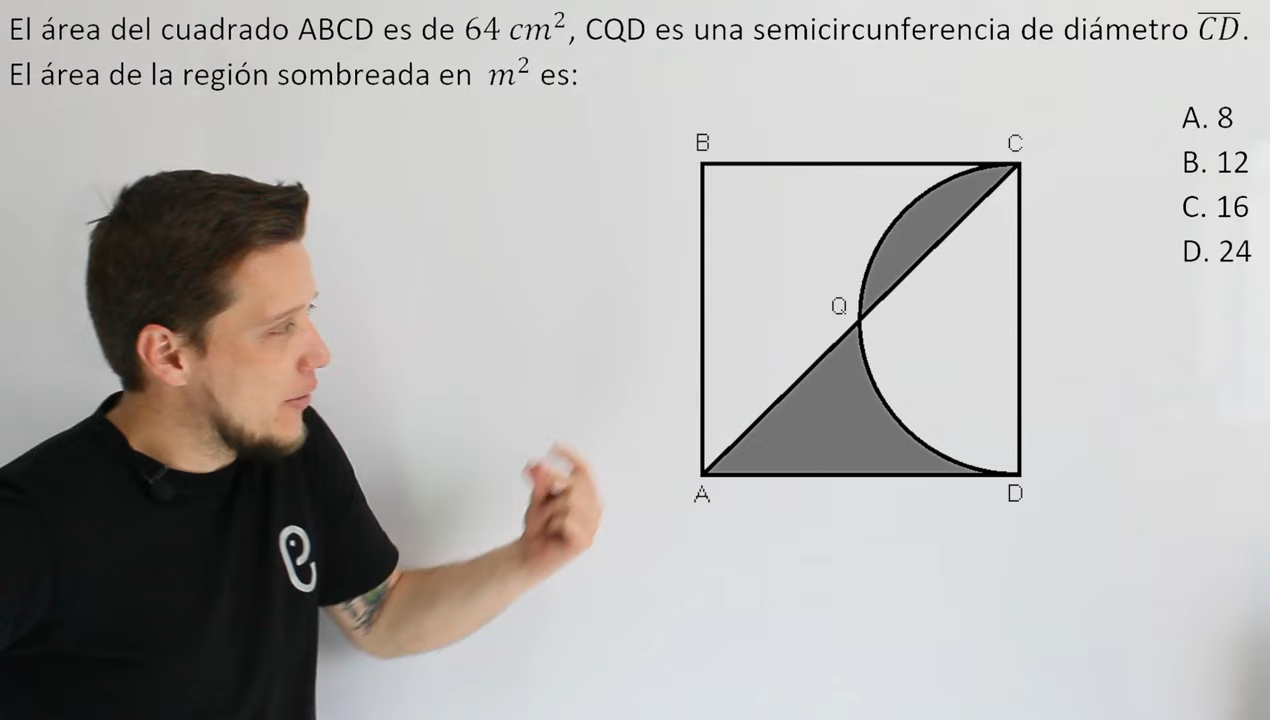 El área del cuadrado ABCD es de 64 cm², CQD es una semicircunferencia de diámetro C̅D̅.
El área de la región sombreada en m² es:
A. 8
B. 12
C. 16
D. 24
B C
Q
A D